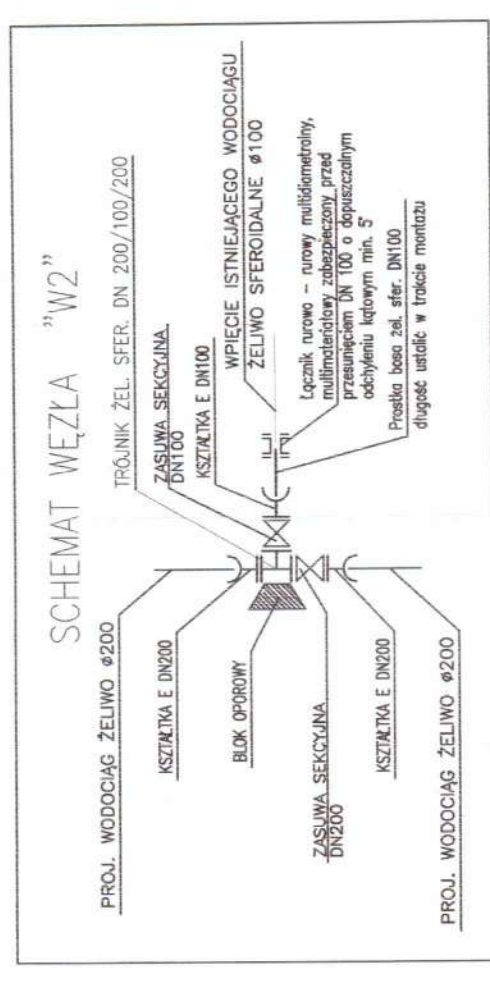 SCHEMAT WĘZŁA "W2"
PROJ. WODOCIĄG ŻELIWO ø200
KSZTAŁTKA E DN200
BLOK OPOROWY
ZASUWA SEKCYJNA
DN200
KSZTAŁTKA E DN200
PROJ. WODOCIĄG ŻELIWO ø200
TRÓJNIK ŻEL. SFER. DN 200/100/200
ZASUWA SEKCYJNA
DN100
KSZTAŁTKA E DN100
WPIĘCIE ISTNIEJĄCEGO WODOCIĄGU
ŻELIWO SFEROIDALNE ø100
Łącznik rurowo – rurowy multidiametralny,
multimateriałowy zabezpieczony przed
przesunięciem DN 100 o dopuszczalnym
odchyleniu kątowym min. 5°
Prostka bosa żel. sfer. DN100
długość ustalić w trakcie montażu